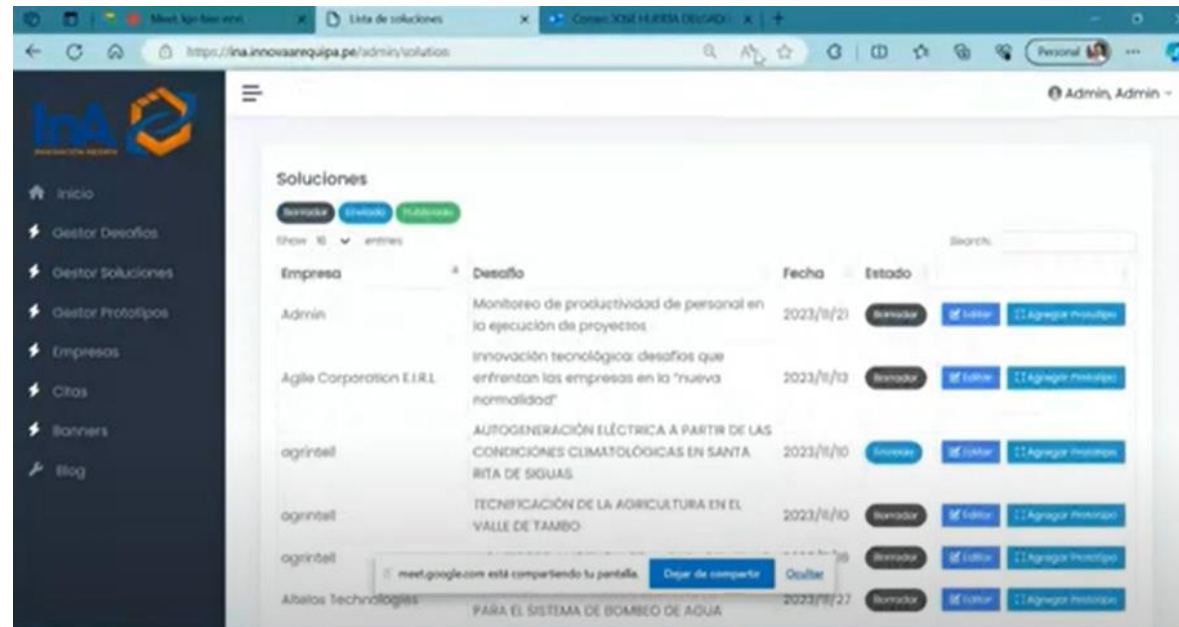 Lista de soluciones
https://ina.innovaarequipa.pe/admin/solution
Personal
InA
Admin, Admin
Inicio
Gestor Desafíos
Gestor Soluciones
Gestor Prototipos
Empresas
Citas
Banners
Blog
Soluciones
Borrador Enviado Publicado
Show 10 entries
Search:
Empresa Desafío Fecha Estado
Admin Monitoreo de productividad de personal en 2023/11/21 Borrador Editar Agregar Prototipo
la ejecución de proyectos
Innovación tecnológica: desafíos que
Agile Corporation E.I.R.L enfrentan las empresas en la "nueva 2023/11/13 Borrador Editar Agregar Prototipo
normalidad"
AUTOGENERACIÓN ELÉCTRICA A PARTIR DE LAS
agrintell CONDICIONES CLIMATOLÓGICAS EN SANTA 2023/11/10 Enviado Editar Agregar Prototipo
RITA DE SIGUAS
TECNIFICACIÓN DE LA AGRICULTURA EN EL
agrintell VALLE DE TAMBO 2023/11/10 Borrador Editar Agregar Prototipo
agrintell Borrador Editar Agregar Prototipo
meet.google.com está compartiendo tu pantalla. Dejar de compartir Ocultar
Altelos Technologies 2023/11/27 Borrador Editar Agregar Prototipo
PARA EL SISTEMA DE BOMBEO DE AGUA